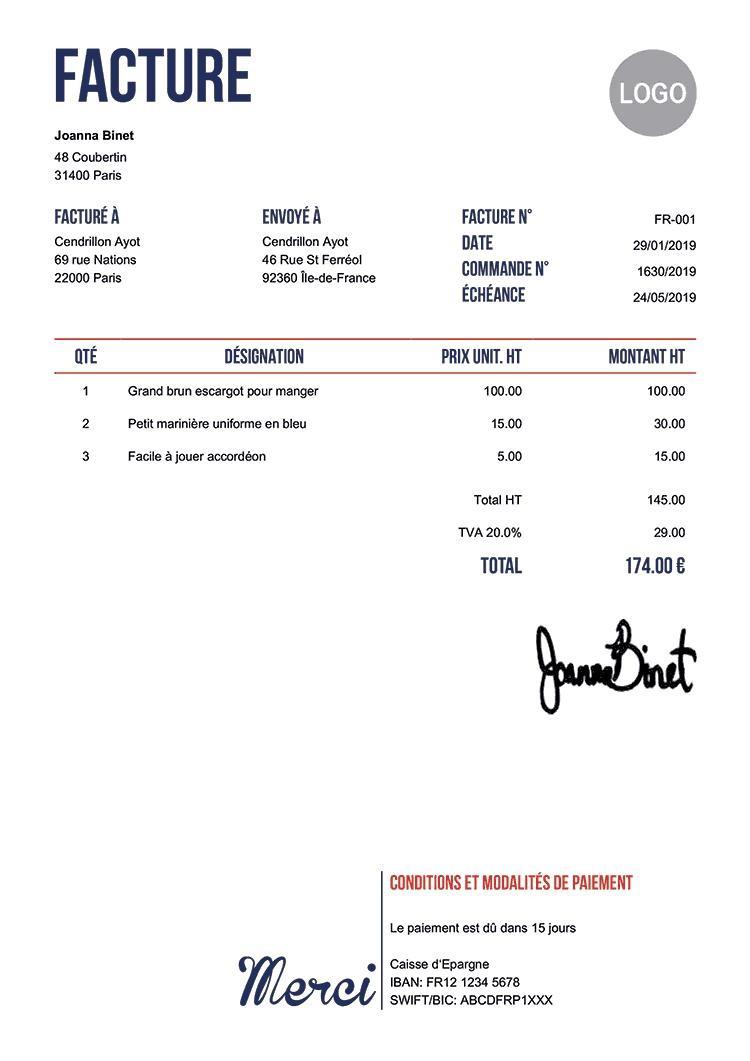 FACTURE
LOGO
Joanna Binet
48 Coubertin
31400 Paris
FACTURÉ À
Cendrillon Ayot
69 rue Nations
22000 Paris
ENVOYÉ À
Cendrillon Ayot
46 Rue St Ferréol
92360 Île-de-France
FACTURE N° FR-001
DATE 29/01/2019
COMMANDE N° 1630/2019
ÉCHÉANCE 24/05/2019
QTÉ DÉSIGNATION PRIX UNIT. HT MONTANT HT
1 Grand brun escargot pour manger 100.00 100.00
2 Petit marinière uniforme en bleu 15.00 30.00
3 Facile à jouer accordéon 5.00 15.00
Total HT 145.00
TVA 20.0% 29.00
TOTAL 174.00 €
Joanna Binet
CONDITIONS ET MODALITÉS DE PAIEMENT
Le paiement est dû dans 15 jours
Caisse d'Epargne
IBAN: FR12 1234 5678
SWIFT/BIC: ABCDFRP1XXX
Merci